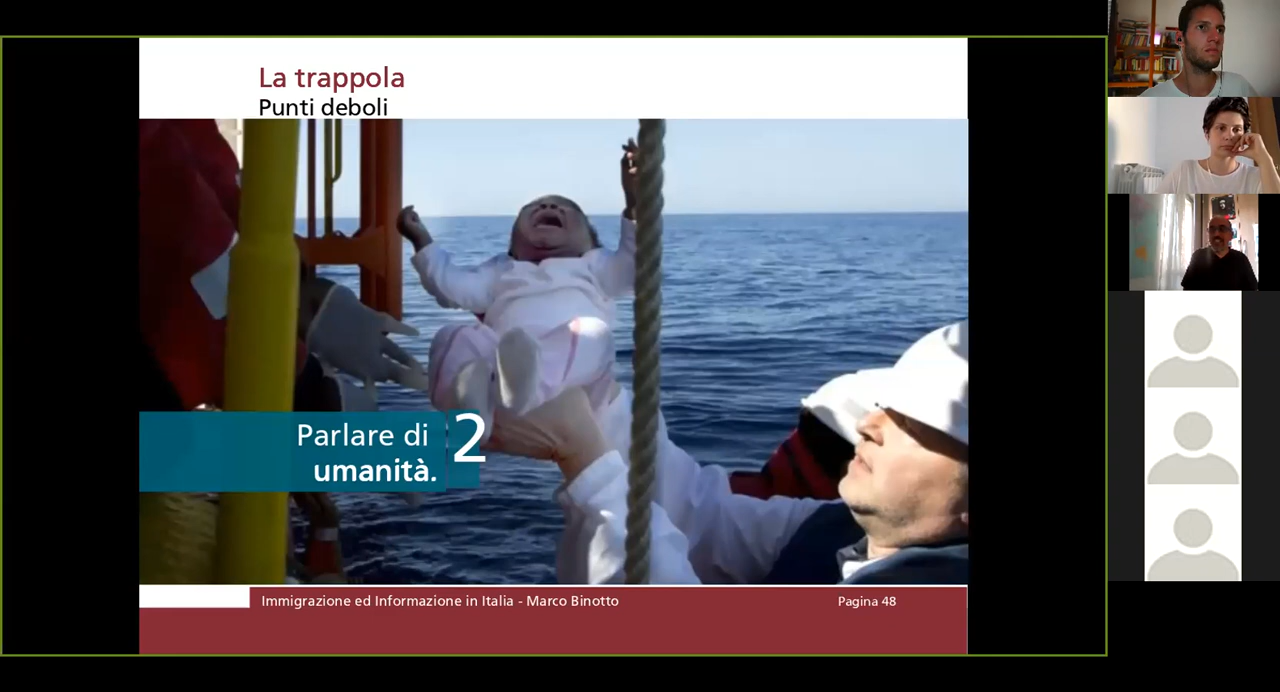 La trappola
Punti deboli
Parlare di
umanità.
2
Immigrazione ed Informazione in Italia - Marco Binotto
Pagina 48